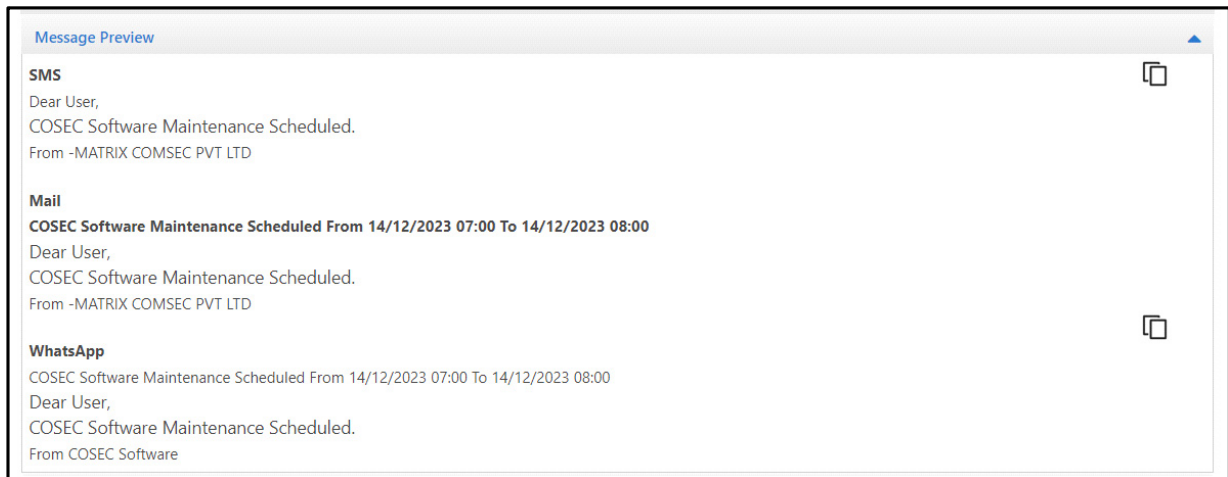 Message Preview
SMS
Dear User,
COSEC Software Maintenance Scheduled.
From -MATRIX COMSEC PVT LTD
Mail
COSEC Software Maintenance Scheduled From 14/12/2023 07:00 To 14/12/2023 08:00
Dear User,
COSEC Software Maintenance Scheduled.
From -MATRIX COMSEC PVT LTD
WhatsApp
COSEC Software Maintenance Scheduled From 14/12/2023 07:00 To 14/12/2023 08:00
Dear User,
COSEC Software Maintenance Scheduled.
From COSEC Software